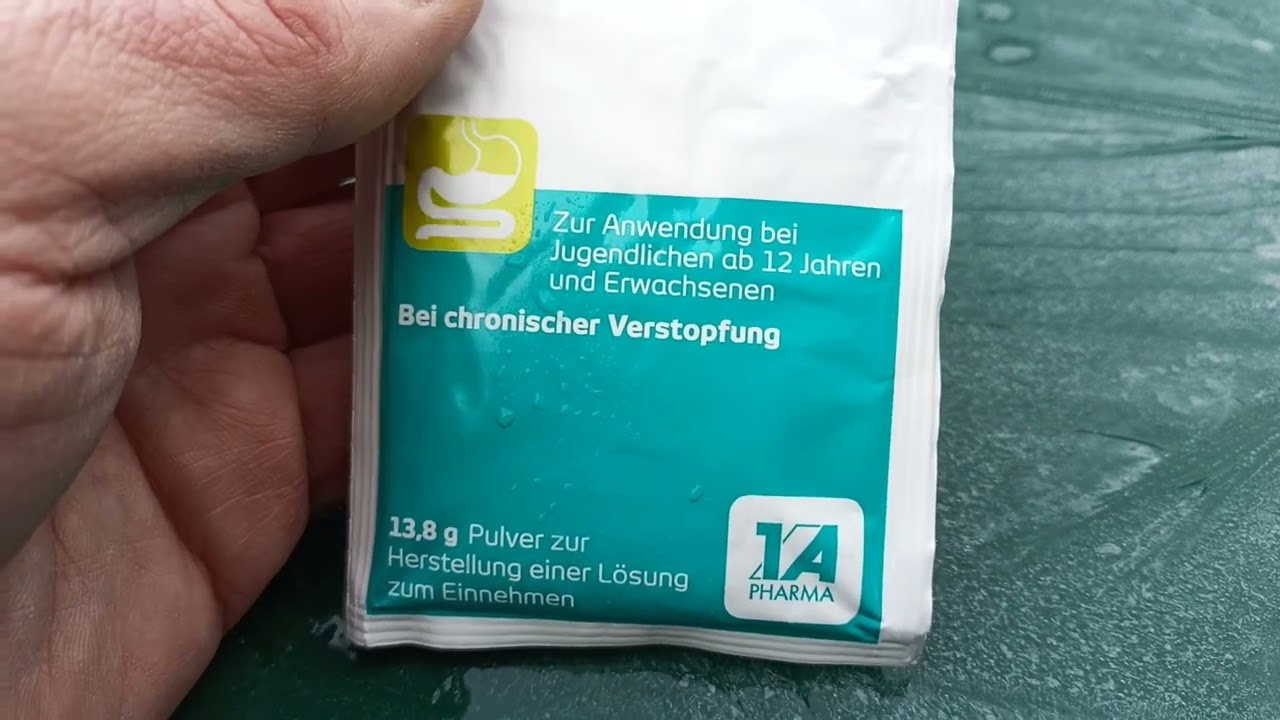 Zur Anwendung bei
Jugendlichen ab 12 Jahren
und Erwachsenen
Bei chronischer Verstopfung
13,8 g Pulver zur
Herstellung einer Lösung
zum Einnehmen
1A
PHARMA